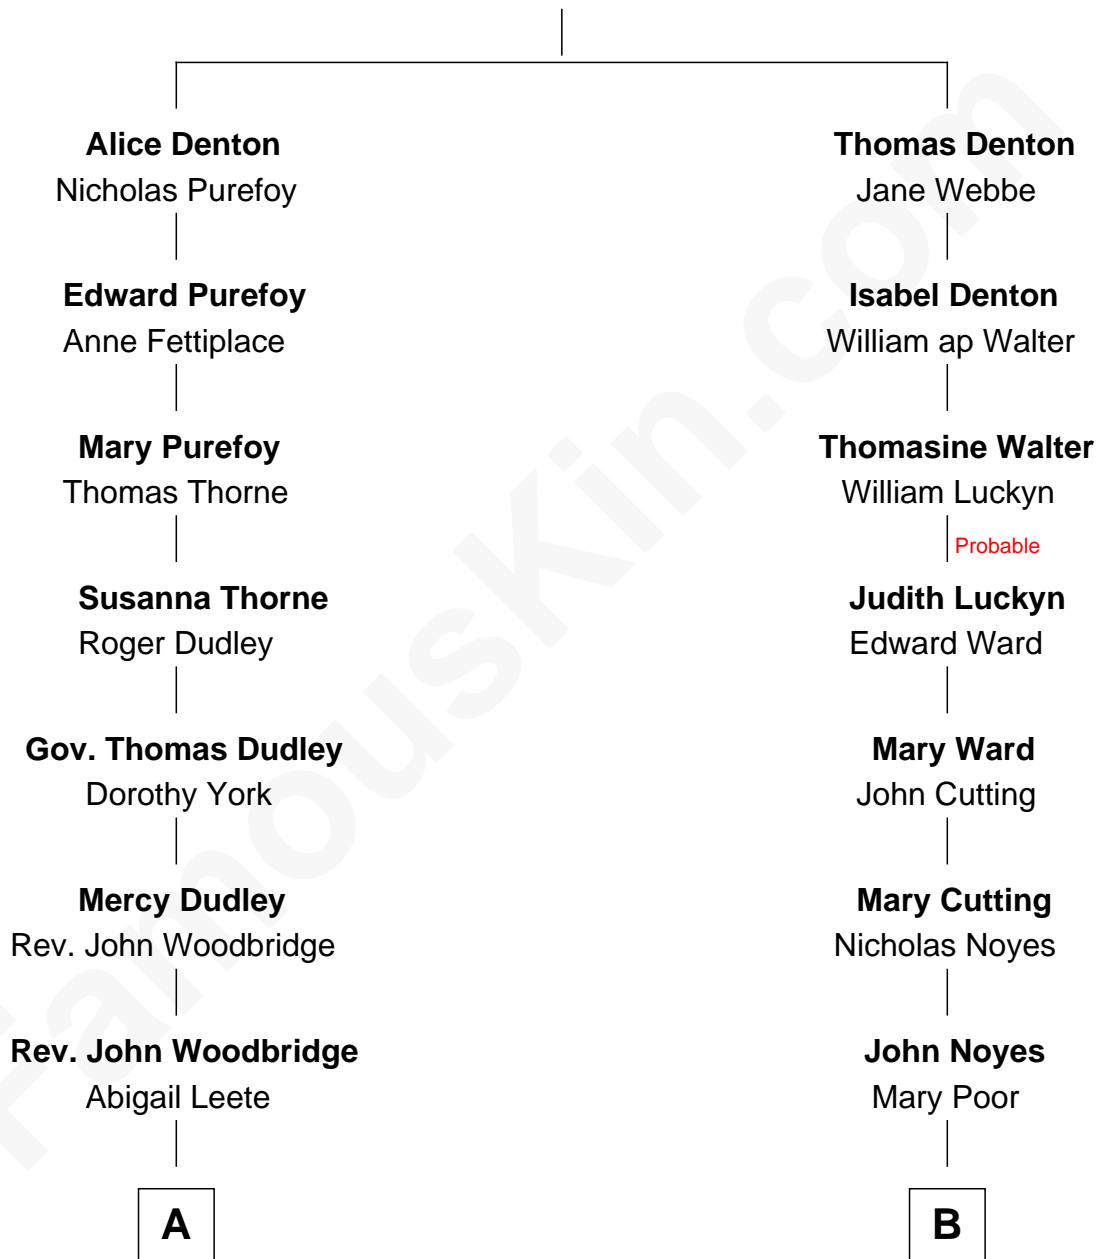 Alice Denton
Nicholas Purefoy
Edward Purefoy
Anne Fettiplace
Mary Purefoy
Thomas Thorne
Susanna Thorne
Roger Dudley
Gov. Thomas Dudley
Dorothy York
Mercy Dudley
Rev. John Woodbridge
Rev. John Woodbridge
Abigail Leete
A
Thomas Denton
Jane Webbe
Isabel Denton
William ap Walter
Thomasine Walter
William Luckyn
Probable
Judith Luckyn
Edward Ward
Mary Ward
John Cutting
Mary Cutting
Nicholas Noyes
John Noyes
Mary Poor
B
FamousKin.com